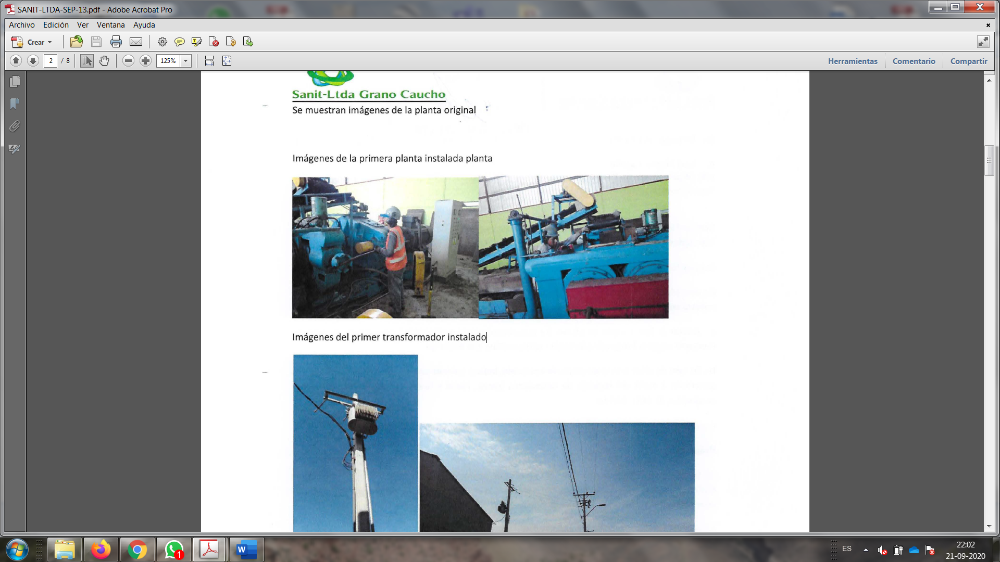 SANIT-LTDA-SEP-13.pdf - Adobe Acrobat Pro
Archivo Edición Ver Ventana Ayuda
Crear
2 / 8 125% Herramientas Comentario Compartir
Sanit-Ltda Grano Caucho
Se muestran imágenes de la planta original
Imágenes de la primera planta instalada planta
Imágenes del primer transformador instalado
1
W
ES
22:02
21-09-2020